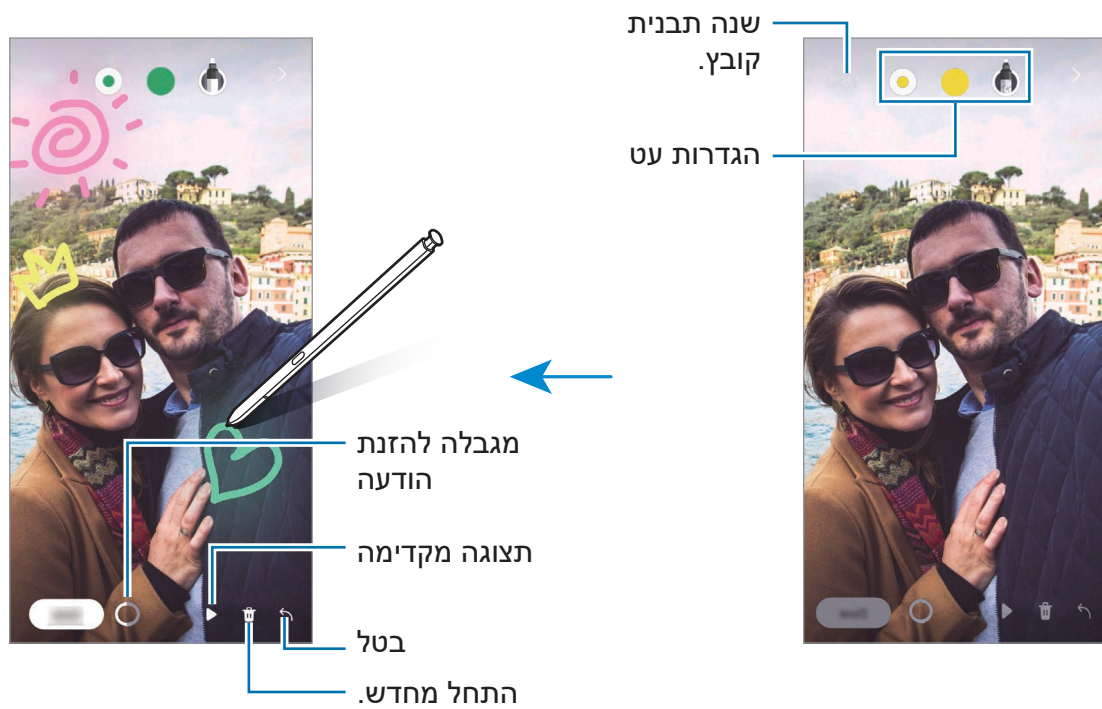 שנה תבנית
קובץ.
הגדרות עט
מגבלה להזנת
הודעה
תצוגה מקדימה
בטל
התחל מחדש.